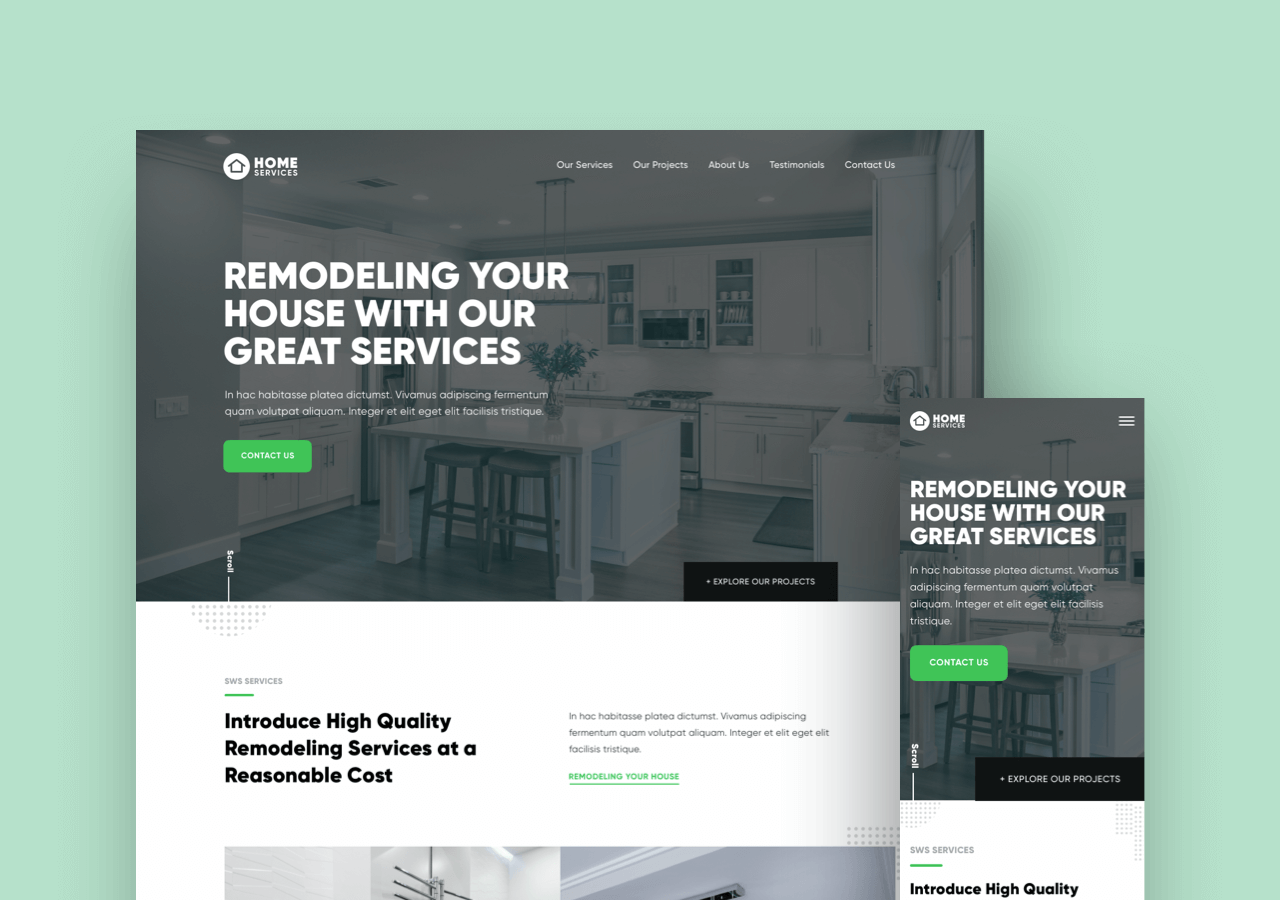 HOME
SERVICES
Our Services Our Projects About Us Testimonials Contact Us
REMODELING YOUR
HOUSE WITH OUR
GREAT SERVICES
In hac habitasse platea dictumst. Vivamus adipiscing fermentum
quam volutpat aliquam. Integer et elit eget elit facilisis tristique.
CONTACT US
Scroll
+ EXPLORE OUR PROJECTS
SWS SERVICES
Introduce High Quality
Remodeling Services at a
Reasonable Cost
In hac habitasse platea dictumst. Vivamus adipiscing
fermentum quam volutpat aliquam. Integer et elit eget elit
facilisis tristique.
REMODELING YOUR HOUSE
HOME
SERVICES
REMODELING YOUR
HOUSE WITH OUR
GREAT SERVICES
In hac habitasse platea dictumst. Vivamus
adipiscing fermentum quam volutpat
aliquam. Integer et elit eget elit facilisis
tristique.
CONTACT US
Scroll
+ EXPLORE OUR PROJECTS
SWS SERVICES
Introduce High Quality